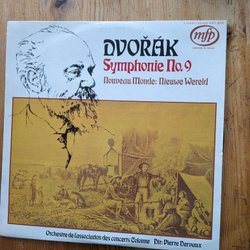 DVOŘÁK
Symphonie No. 9
Nouveau Monde: Nieuwe Wereld
mfp
Orchestre de l'association des concerts Colonne Dir: Pierre Dervaux